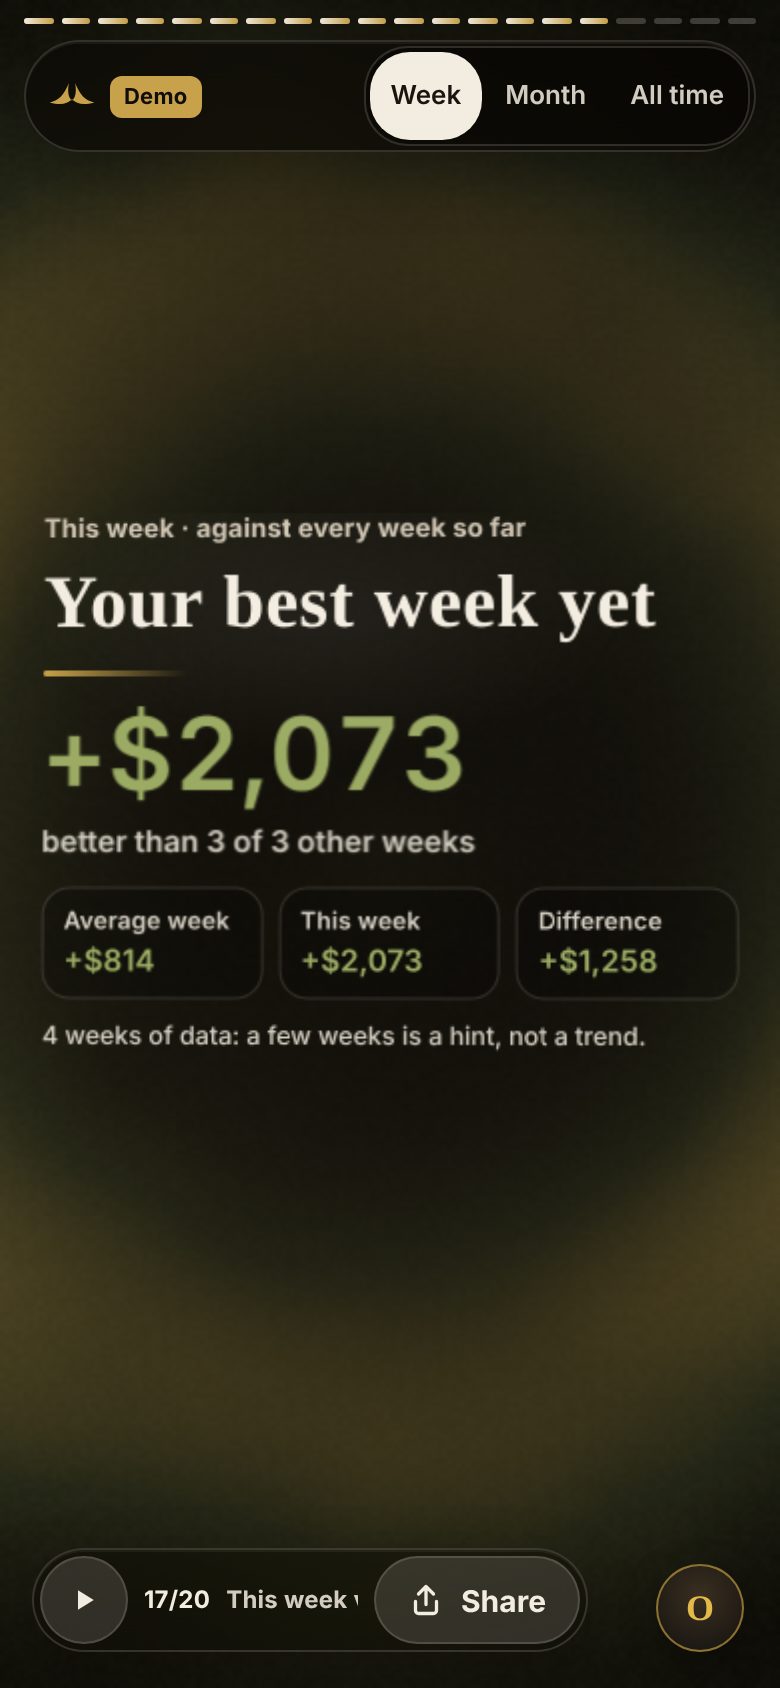 Demo
Week Month All time
This week · against every week so far
Your best week yet
+$2,073
better than 3 of 3 other weeks
Average week
+$814
This week
+$2,073
Difference
+$1,258
4 weeks of data: a few weeks is a hint, not a trend.
17/20 This week
Share
O